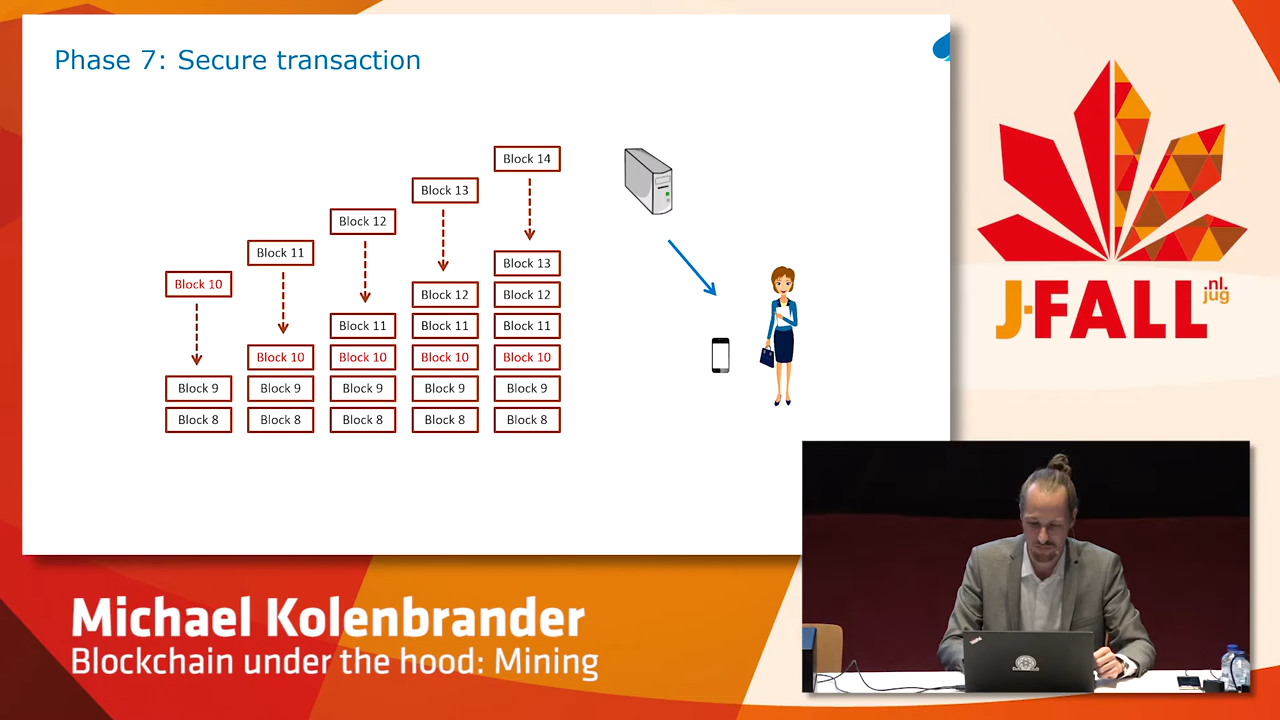 Phase 7: Secure transaction
Block 14
Block 13
Block 12
Block 11
Block 10
Block 13
Block 12 Block 12
Block 11 Block 11 Block 11
Block 10 Block 10 Block 10 Block 10
Block 9 Block 9 Block 9 Block 9 Block 9
Block 8 Block 8 Block 8 Block 8 Block 8
J-FALL
.nl.
jug
Michael Kolenbrander
Blockchain under the hood: Mining